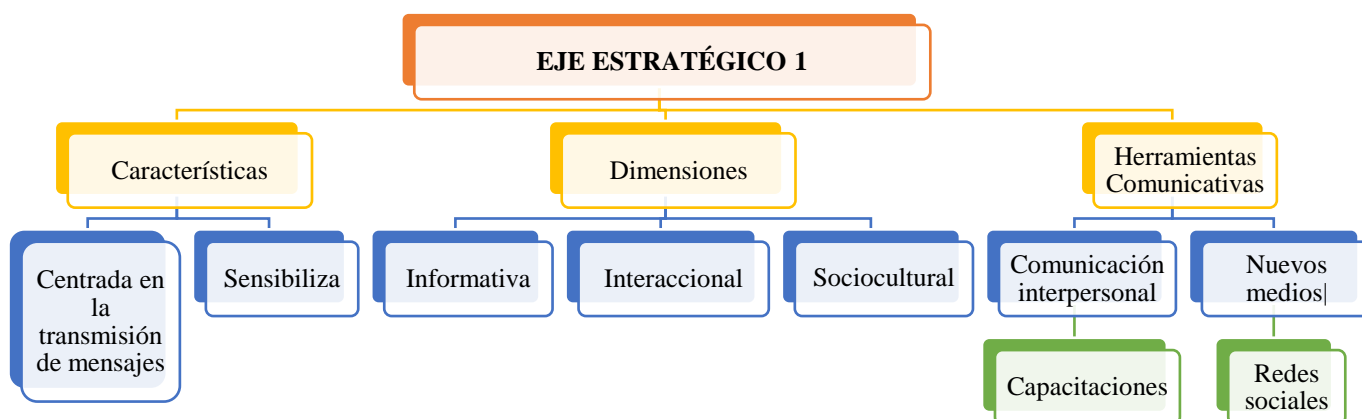 EJE ESTRATÉGICO 1
Característícas
Dimensiones
Herramientas
Comunicativas
Centrada en
la
transmisión
de mensajes
Sensibiliza
Informativa
Interaccional
Sociocultural
Comunicación
interpersonal
Nuevos
medios|
Capacitaciones
Redes
sociales